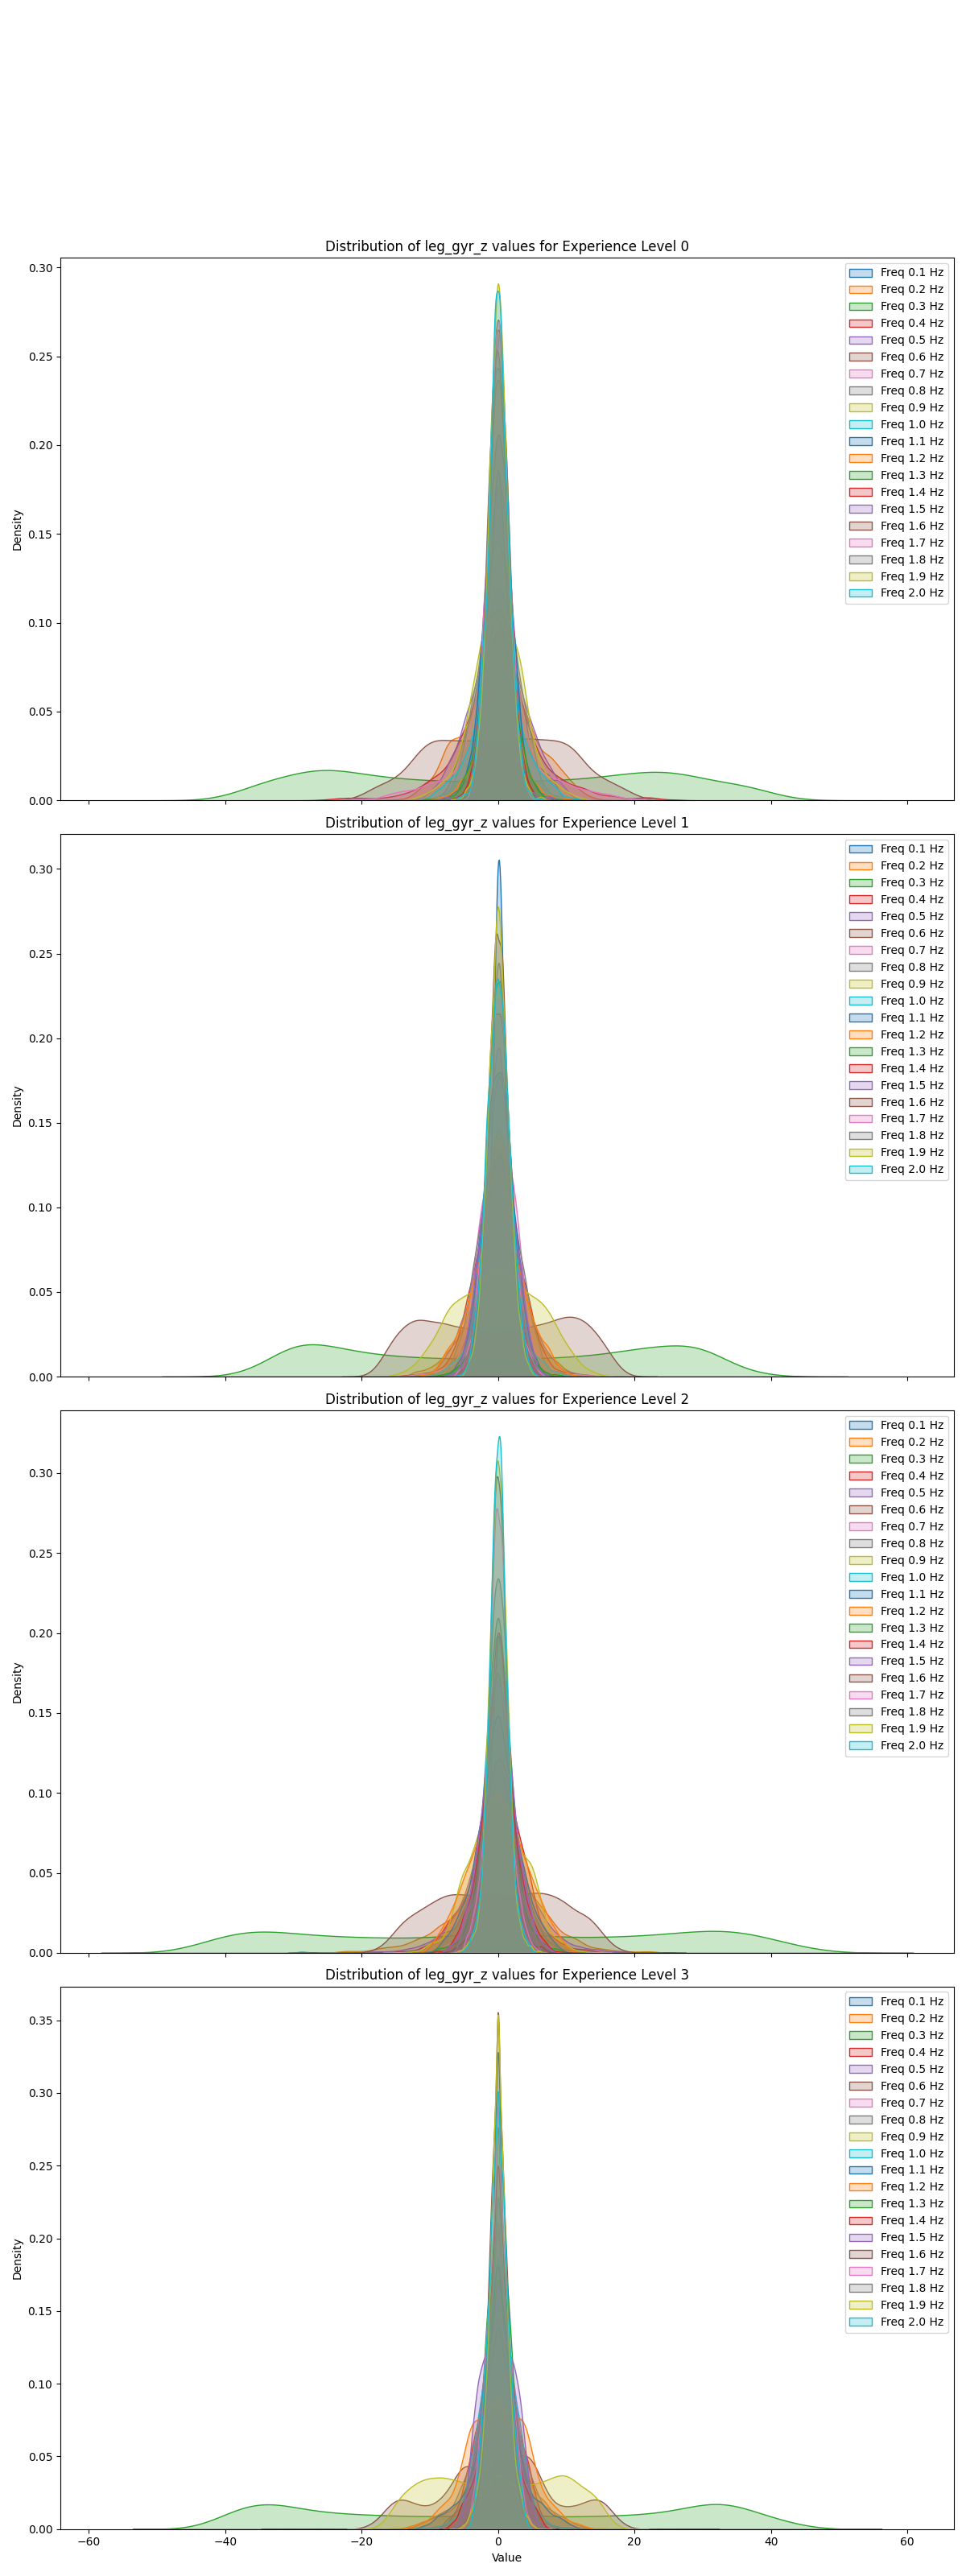 Distribution of leg_gyr_z values for Experience Level 0
0.30
0.25
0.20
0.15
0.10
0.05
0.00
Density
Freq 0.1 Hz
Freq 0.2 Hz
Freq 0.3 Hz
Freq 0.4 Hz
Freq 0.5 Hz
Freq 0.6 Hz
Freq 0.7 Hz
Freq 0.8 Hz
Freq 0.9 Hz
Freq 1.0 Hz
Freq 1.1 Hz
Freq 1.2 Hz
Freq 1.3 Hz
Freq 1.4 Hz
Freq 1.5 Hz
Freq 1.6 Hz
Freq 1.7 Hz
Freq 1.8 Hz
Freq 1.9 Hz
Freq 2.0 Hz
Distribution of leg_gyr_z values for Experience Level 1
0.30
0.25
0.20
0.15
0.10
0.05
0.00
Density
Freq 0.1 Hz
Freq 0.2 Hz
Freq 0.3 Hz
Freq 0.4 Hz
Freq 0.5 Hz
Freq 0.6 Hz
Freq 0.7 Hz
Freq 0.8 Hz
Freq 0.9 Hz
Freq 1.0 Hz
Freq 1.1 Hz
Freq 1.2 Hz
Freq 1.3 Hz
Freq 1.4 Hz
Freq 1.5 Hz
Freq 1.6 Hz
Freq 1.7 Hz
Freq 1.8 Hz
Freq 1.9 Hz
Freq 2.0 Hz
Distribution of leg_gyr_z values for Experience Level 2
0.30
0.25
0.20
0.15
0.10
0.05
0.00
Density
Freq 0.1 Hz
Freq 0.2 Hz
Freq 0.3 Hz
Freq 0.4 Hz
Freq 0.5 Hz
Freq 0.6 Hz
Freq 0.7 Hz
Freq 0.8 Hz
Freq 0.9 Hz
Freq 1.0 Hz
Freq 1.1 Hz
Freq 1.2 Hz
Freq 1.3 Hz
Freq 1.4 Hz
Freq 1.5 Hz
Freq 1.6 Hz
Freq 1.7 Hz
Freq 1.8 Hz
Freq 1.9 Hz
Freq 2.0 Hz
Distribution of leg_gyr_z values for Experience Level 3
0.35
0.30
0.25
0.20
0.15
0.10
0.05
0.00
Density
Freq 0.1 Hz
Freq 0.2 Hz
Freq 0.3 Hz
Freq 0.4 Hz
Freq 0.5 Hz
Freq 0.6 Hz
Freq 0.7 Hz
Freq 0.8 Hz
Freq 0.9 Hz
Freq 1.0 Hz
Freq 1.1 Hz
Freq 1.2 Hz
Freq 1.3 Hz
Freq 1.4 Hz
Freq 1.5 Hz
Freq 1.6 Hz
Freq 1.7 Hz
Freq 1.8 Hz
Freq 1.9 Hz
Freq 2.0 Hz
−60 −40 −20 0 20 40 60
Value